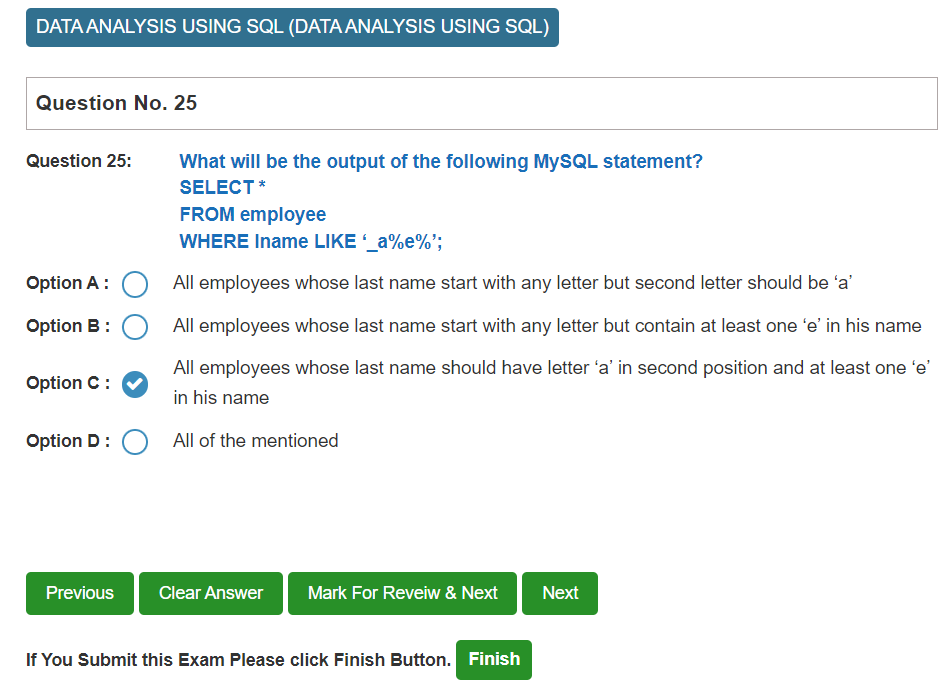 DATA ANALYSIS USING SQL (DATA ANALYSIS USING SQL)
Question No. 25
Question 25: What will be the output of the following MySQL statement?
SELECT *
FROM employee
WHERE lname LIKE ‘_a%e%’;
Option A : All employees whose last name start with any letter but second letter should be ‘a’
Option B : All employees whose last name start with any letter but contain at least one ‘e’ in his name
Option C : All employees whose last name should have letter ‘a’ in second position and at least one ‘e’
in his name
Option D : All of the mentioned
Previous Clear Answer Mark For Reveiw & Next Next
If You Submit this Exam Please click Finish Button. Finish